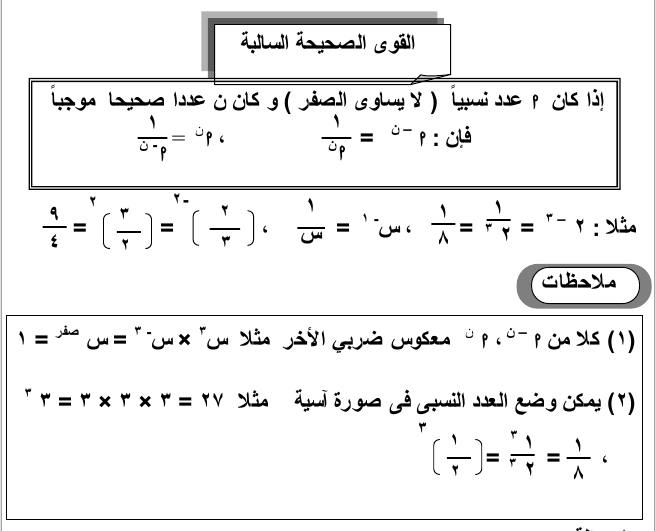 القوى الصحيحة السالبة
إذا كان ﻡ عدد نسبياً ( لا يساوى الصفر ) و كان ن عددا صحيحا موجباً
فإن : ﻡ⁻ⁿ = ١/ﻡⁿ ، ﻡⁿ = ١/ﻡ⁻ⁿ
مثلا : ٢^(-٣) = ١/٢^٣ = ١/٨ ، س^(-١) = ١/س ، (٢/٣)^(-٢) = (٣/٢)^٢ = ٩/٤
ملاحظات
(١) كلا من ﻡ^(-ن) ، ﻡ^ن معكوس ضربي الأخر مثلا س^٣ × س^(-٣) = س^صفر = ١
(٢) يمكن وضع العدد النسبى فى صورة آسية مثلا ٢٧ = ٣ × ٣ × ٣ = ٣^٣
، ١/٨ = ١^٣/٢^٣ = (١/٢)^٣